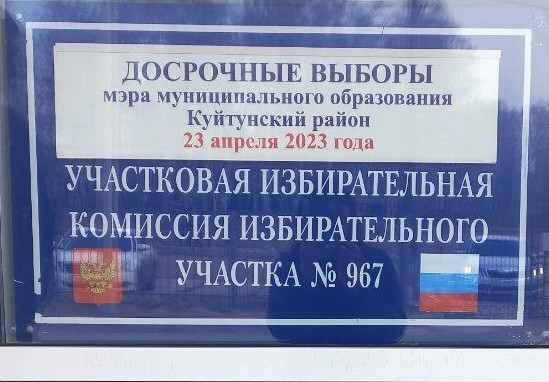 ДОСРОЧНЫЕ ВЫБОРЫ
мэра муниципального образования
Куйтунский район
23 апреля 2023 года
УЧАСТКОВАЯ ИЗБИРАТЕЛЬНАЯ
КОМИССИЯ ИЗБИРАТЕЛЬНОГО
УЧАСТКА № 967